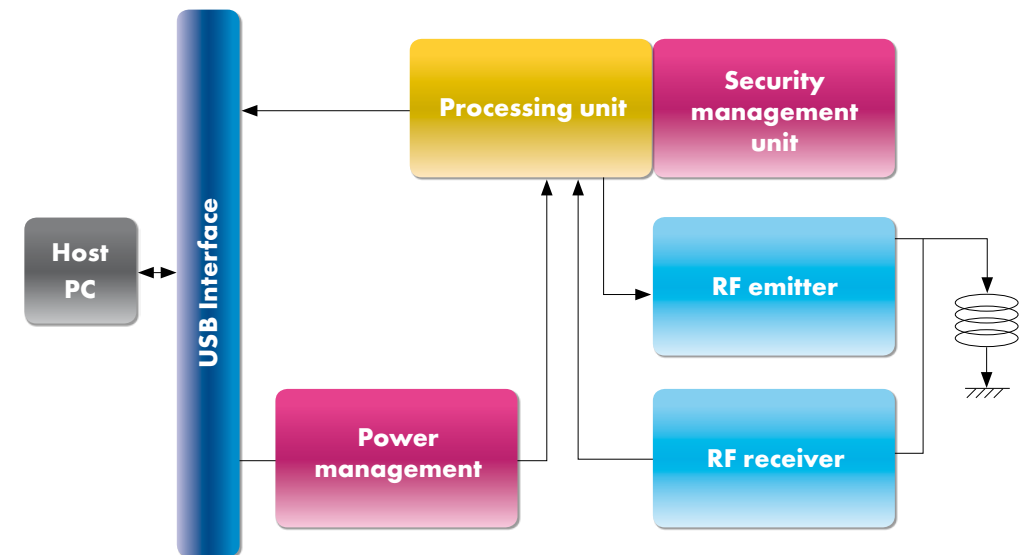 Host
PC
USB Interface
Processing unit
Security
management
unit
RF emitter
Power
management
RF receiver